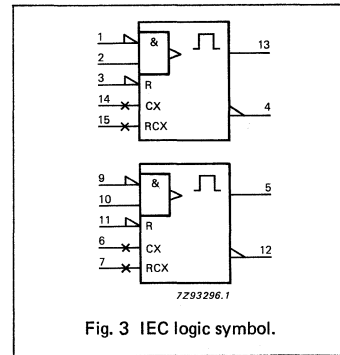 1 & 13
2
3 R
14 CX 4
15 RCX
9 & 5
10
11 R
6 CX 12
7 RCX
7Z93296.1
Fig. 3 IEC logic symbol.